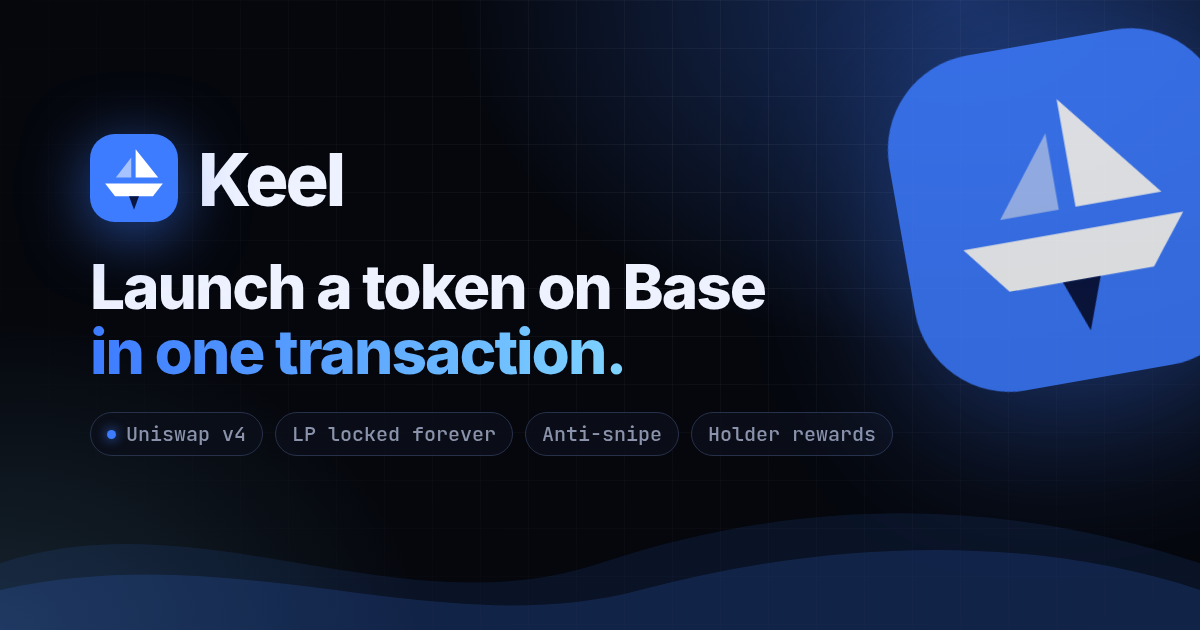 Keel
Launch a token on Base
in one transaction.
Uniswap v4
LP locked forever
Anti-snipe
Holder rewards